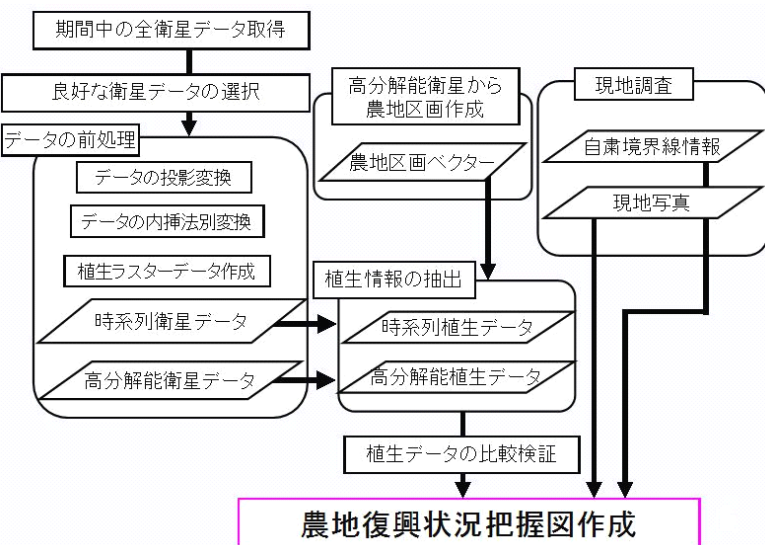 期間中の全衛星データ取得
良好な衛星データの選択
データの前処理
データの投影変換
データの内挿法別変換
植生ラスターデータ作成
時系列衛星データ
高分解能衛星データ
高分解能衛星から
農地区画作成
農地区画ベクター
植生情報の抽出
時系列植生データ
高分解能植生データ
植生データの比較検証
現地調査
自粛境界線情報
現地写真
農地復興状況把握図作成